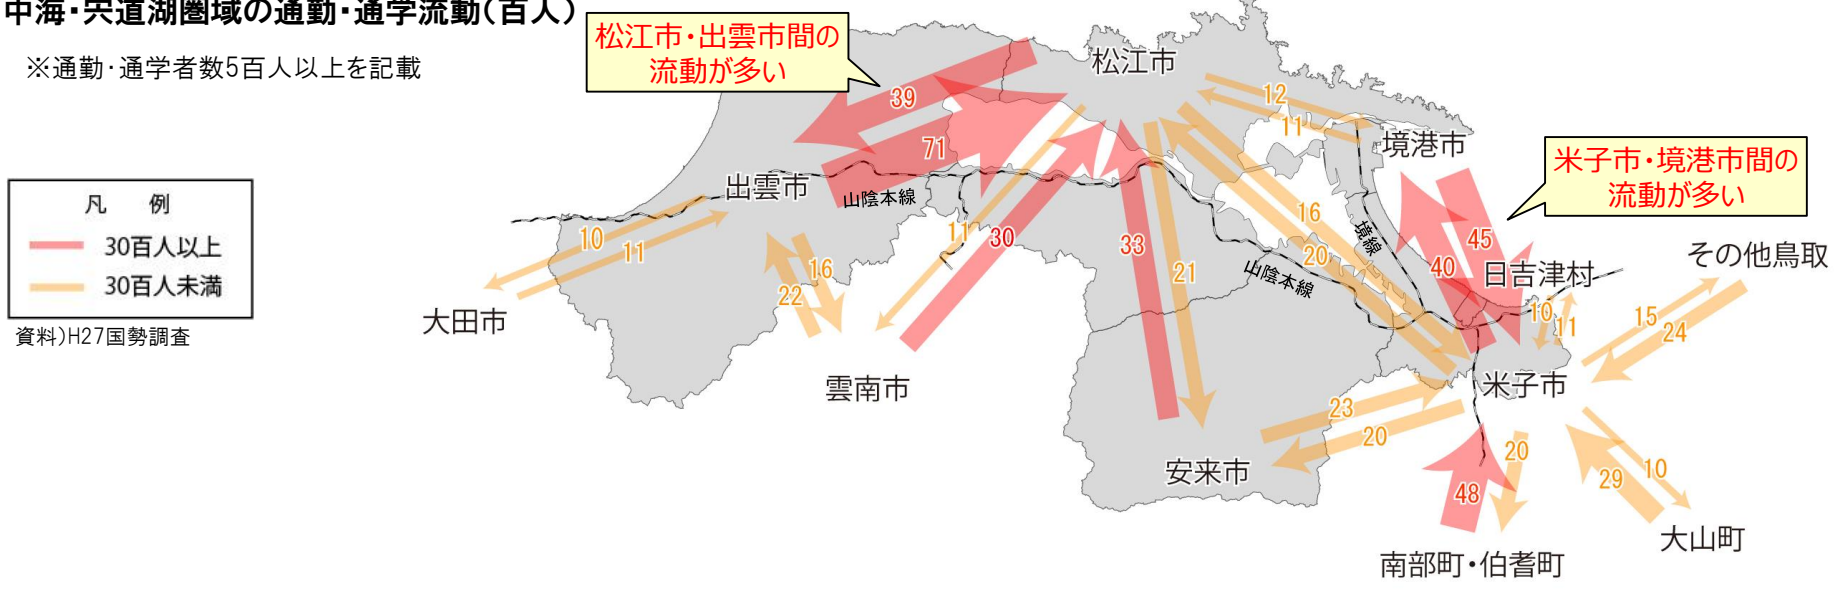 中海・宍道湖圏域の通勤・通学流動(百人)
※通勤・通学者数5百人以上を記載
松江市・出雲市間の
流動が多い
松江市
39
12
11
71
境港市
米子市・境港市間の
流動が多い
凡　例
30百人以上
30百人未満
資料)H27国勢調査
出雲市
山陰本線
10
11
11
30
33
21
16
20
境線
山陰本線
45
40
日吉津村
その他鳥取
16
22
10
11
15
24
大田市
雲南市
米子市
23
20
安来市
48
20
29
10
大山町
南部町・伯耆町